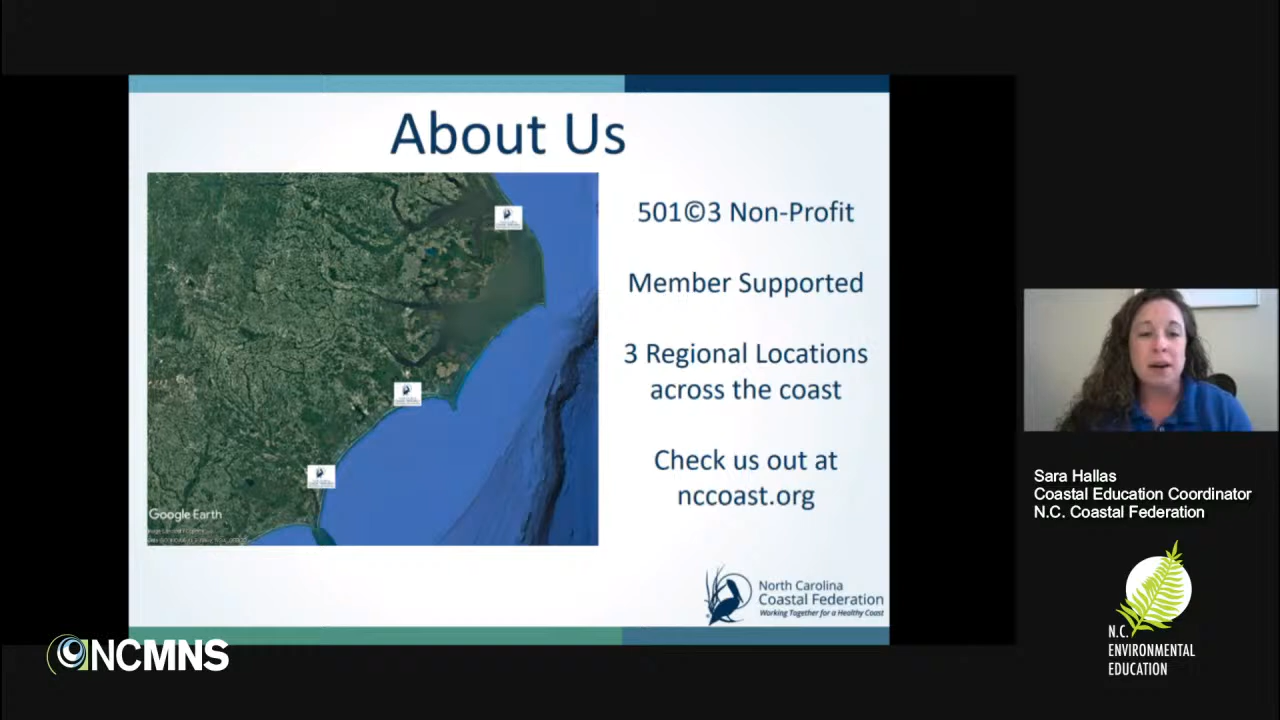 About Us
501©3 Non-Profit
Member Supported
3 Regional Locations
across the coast
Check us out at
nccoast.org
Google Earth
North Carolina
Coastal Federation
Working Together for a Healthy Coast
Sara Hallas
Coastal Education Coordinator
N.C. Coastal Federation
NCMNS
N.C.
ENVIRONMENTAL
EDUCATION